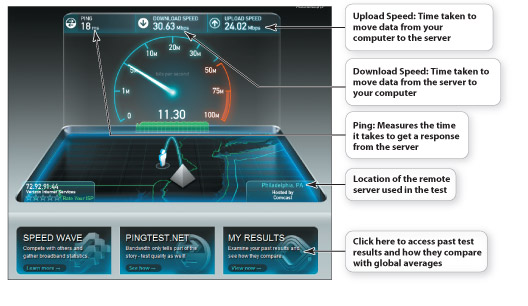 PING
18 ms
DOWNLOAD SPEED
30.63 Mbps
UPLOAD SPEED
24.02 Mbps
Upload Speed: Time taken to
move data from your
computer to the server
Download Speed: Time taken to
move data from the server to
your computer
Ping: Measures the time
it takes to get a response
from the server
Location of the remote
server used in the test
Click here to access past test
results and how they compare
with global averages
0
1M
5M
10M
20M
30M
50M
75M
100M
11.30
72.92.91.44
Verizon Internet Services
Rate Your ISP
Philadelphia, PA
Hosted by
Comcast
SPEED WAVE
Compete with others and
gather broadband statistics.
Learn more
PINGTEST.NET
Bandwidth only tells part of the
story - test quality as well!
See how
MY RESULTS
Examine your past results and
see how they compare.
View now